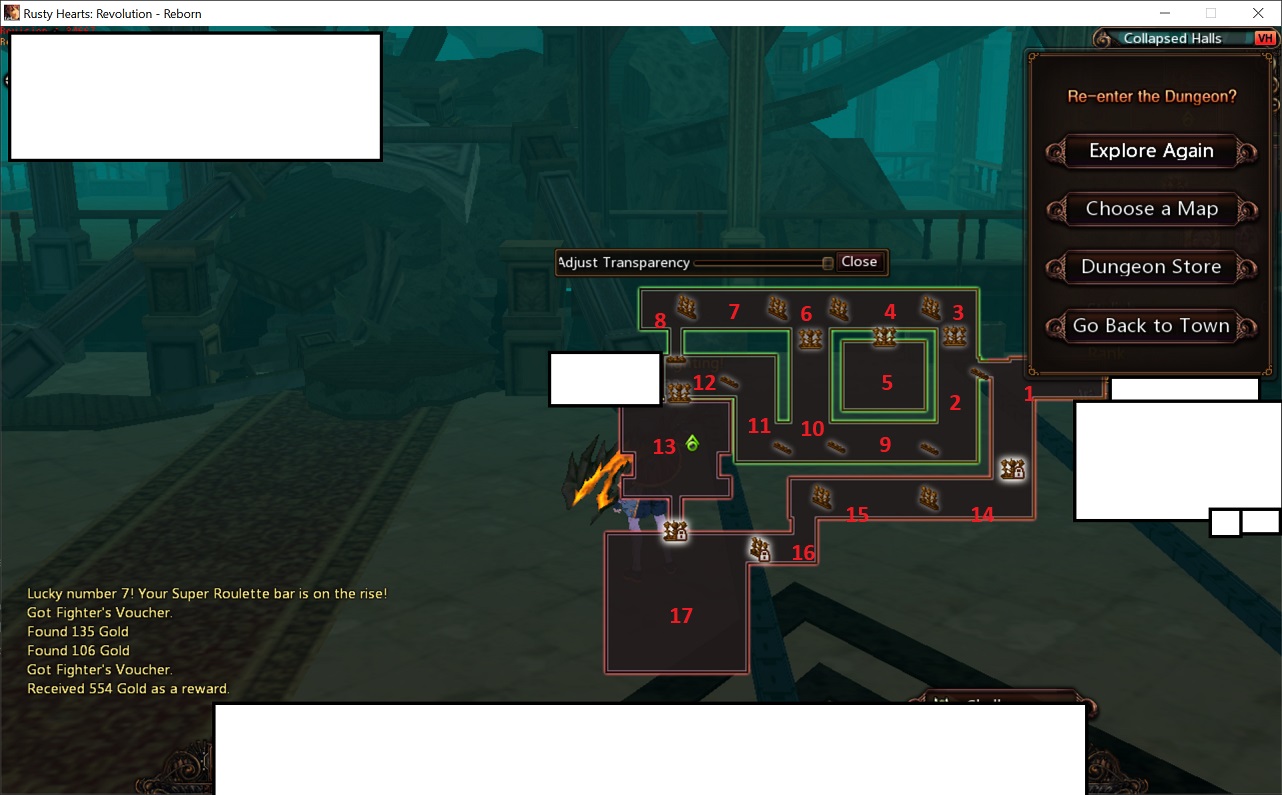 Rusty Hearts: Revolution - Reborn
Collapsed Halls
VH
Re-enter the Dungeon?
Explore Again
Choose a Map
Dungeon Store
Go Back to Town
Adjust Transparency
Close
8
7
6
4
3
12
5
2
1
11
10
9
13
15
14
16
17
Lucky number 7! Your Super Roulette bar is on the rise!
Got Fighter's Voucher.
Found 135 Gold
Found 106 Gold
Got Fighter's Voucher.
Received 554 Gold as a reward.